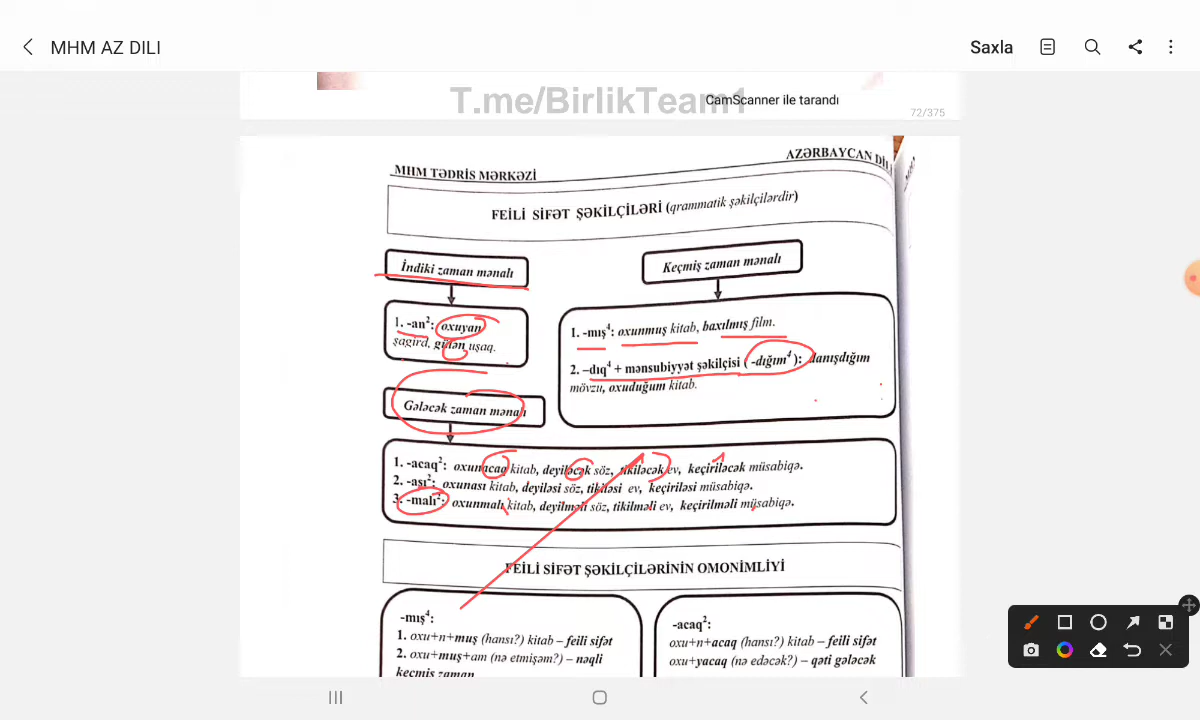 MHM AZ DILI
Saxla
T.me/BirlikTeam1
CamScanner ile tarandı
72/375
MHM TƏDRİS MƏRKƏZİ
AZƏRBAYCAN DİLİ
FEİLİ SİFƏT ŞƏKİLÇİLƏRİ (qrammatik şəkilçilərdir)
İndiki zaman mənalı
Keçmiş zaman mənalı
1. -an²: oxuyan
şagird, gülən uşaq.
1. -mış⁴: oxunmuş kitab, baxılmış film.
2. –dıq⁴ + mənsubiyyət şəkilçisi ( -dığım⁴ ): danışdığım
mövzu, oxuduğum kitab.
Gələcək zaman mənalı
1. -acaq²: oxunacaq kitab, deyiləcək söz, tikiləcək ev, keçiriləcək müsabiqə.
2. -ası²: oxunası kitab, deyiləsi söz, tikiləsi ev, keçiriləsi müsabiqə.
3. -malı²: oxunmalı kitab, deyilməli söz, tikilməli ev, keçirilməli müsabiqə.
FEİLİ SİFƏT ŞƏKİLÇİLƏRİNİN OMONİMLİYİ
-mış⁴:
1. oxu+n+muş (hansı?) kitab – feili sifət
2. oxu+muş+am (nə etmişəm?) – nəqli
keçmiş zaman
-acaq²:
oxu+n+acaq (hansı?) kitab – feili sifət
oxu+yacaq (nə edəcək?) – qəti gələcək